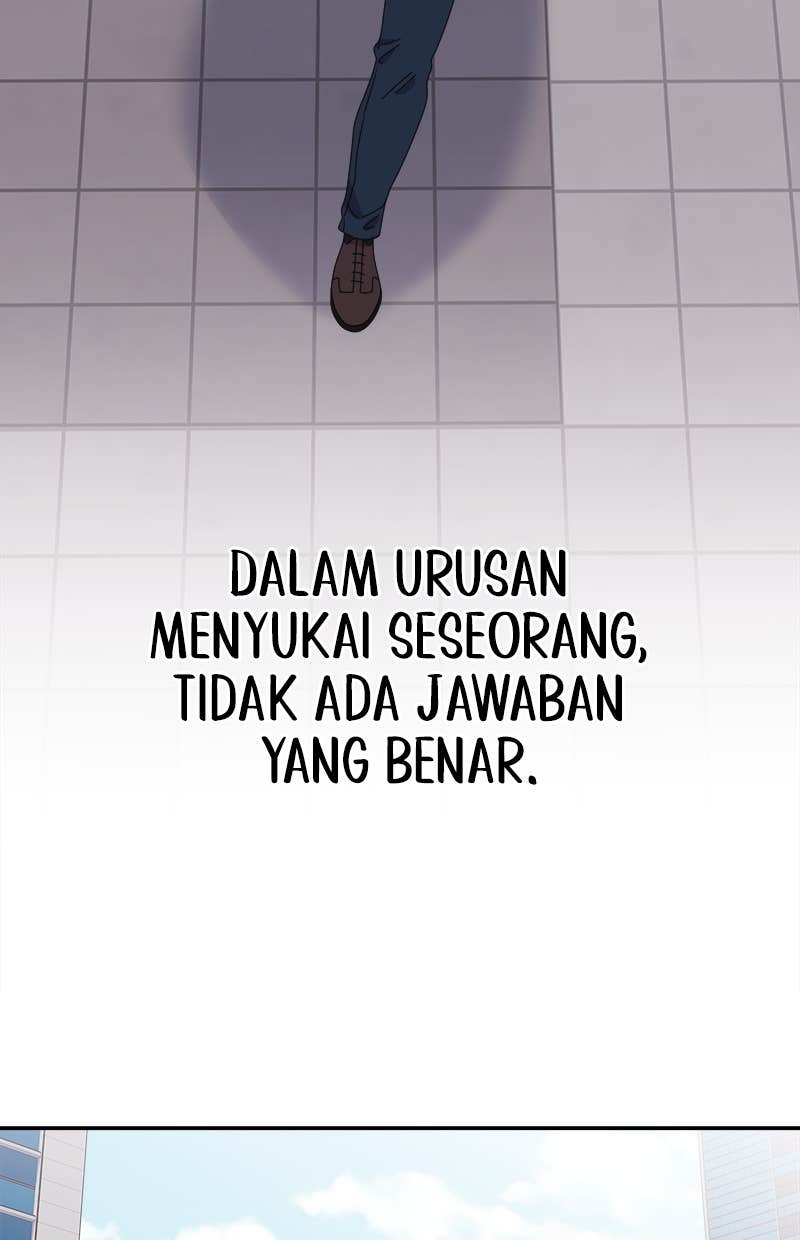 DALAM URUSAN
MENYUKAI SESEORANG,
TIDAK ADA JAWABAN
YANG BENAR.